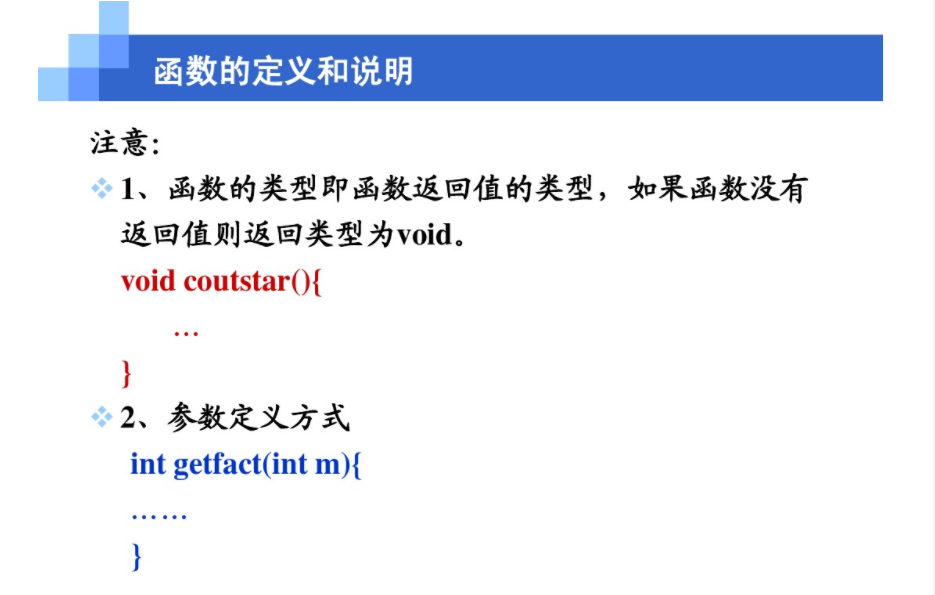 函数的定义和说明
注意：
1、函数的类型即函数返回值的类型，如果函数没有
返回值则返回类型为void。
void coutstar(){
…
}
2、参数定义方式
int getfact(int m){
……
}